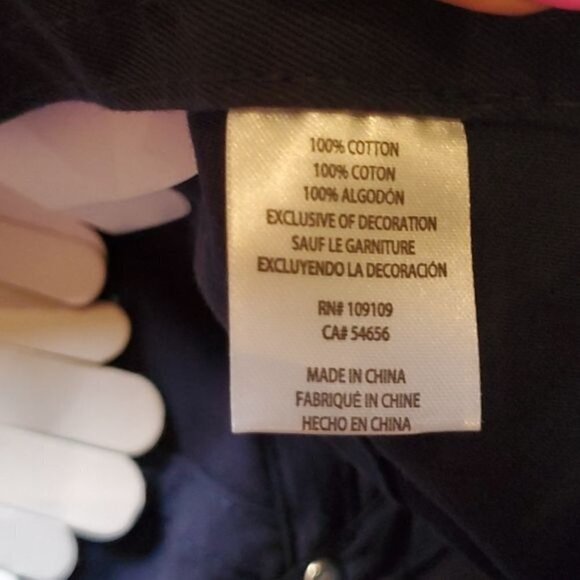 100% COTTON
100% COTON
100% ALGODÓN
EXCLUSIVE OF DECORATION
SAUF LE GARNITURE
EXCLUYENDO LA DECORACIÓN
RN# 109109
CA# 54656
MADE IN CHINA
FABRIQUÉ IN CHINE
HECHO EN CHINA